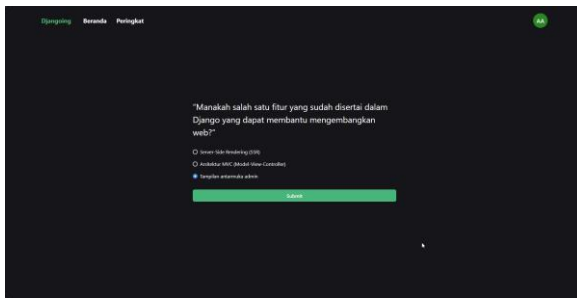 Djangoing Beranda Peringkat AA
"Manakah salah satu fitur yang sudah disertai dalam
Django yang dapat membantu mengembangkan
web?"
Server-Side Rendering (SSR)
Arsitektur MVC (Model-View-Controller)
Tampilan antarmuka admin
Submit